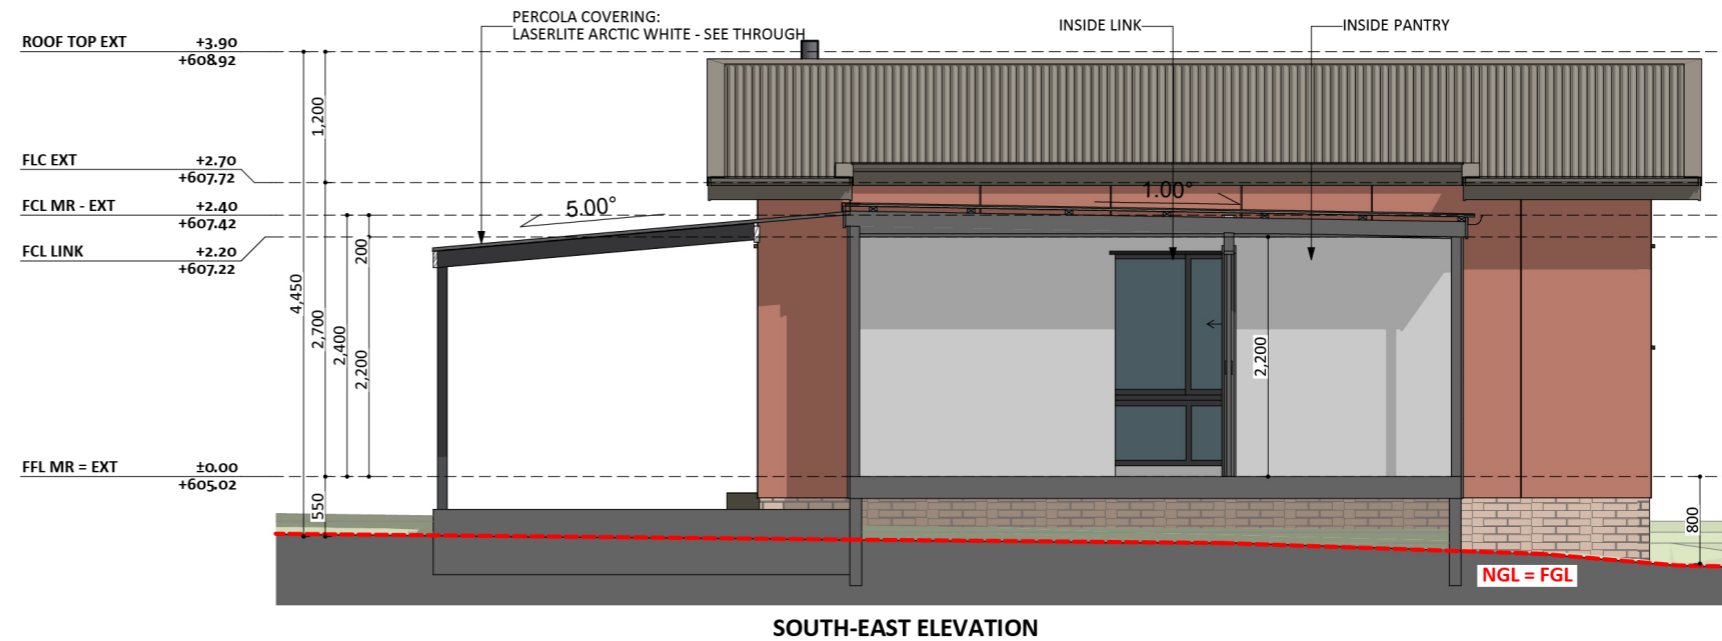 PERCOLA COVERING:
LASERLITE ARCTIC WHITE - SEE THROUGH
INSIDE LINK
INSIDE PANTRY
ROOF TOP EXT +3.90
+608.92
1,200
FLC EXT +2.70
+607.72
FCL MR - EXT +2.40
+607.42
5.00°
1.00°
FCL LINK +2.20
+607.22
200
4,450
2,700
2,400
2,200
2,200
FFL MR = EXT ±0.00
+605.02
550
800
NGL = FGL
SOUTH-EAST ELEVATION